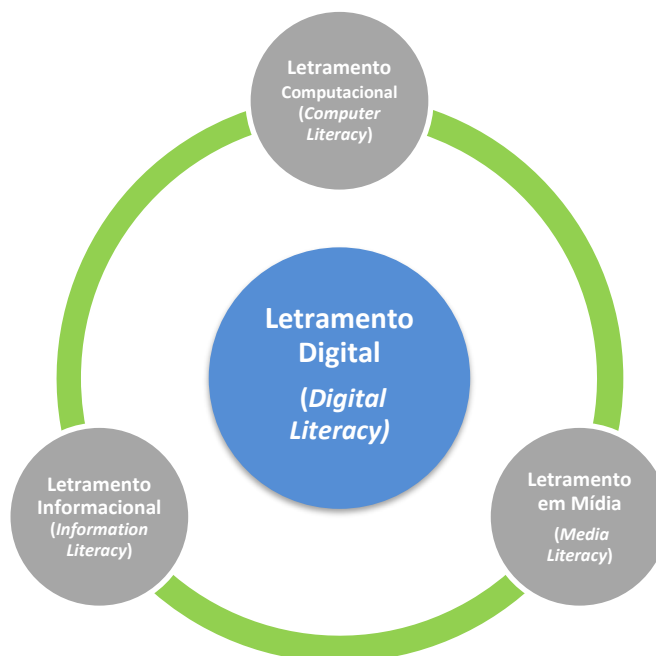 Letramento
Computacional
(Computer
Literacy)
Letramento
Digital
(Digital
Literacy)
Letramento
Informacional
(Information
Literacy)
Letramento
em Mídia
(Media
Literacy)